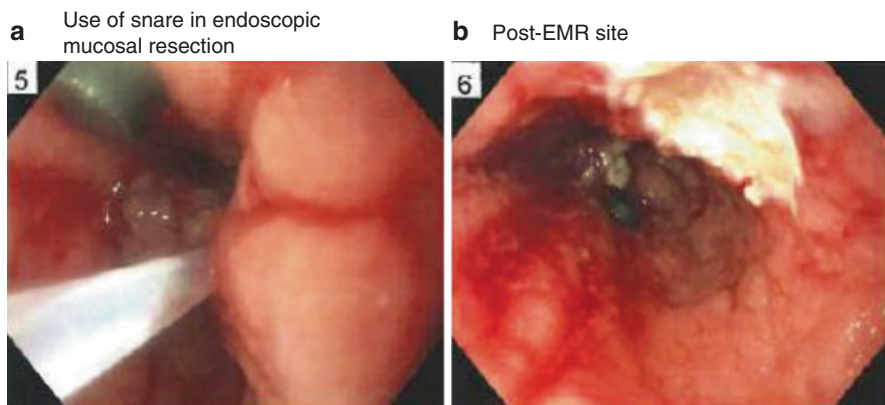 a Use of snare in endoscopic
mucosal resection
b Post-EMR site
5
6